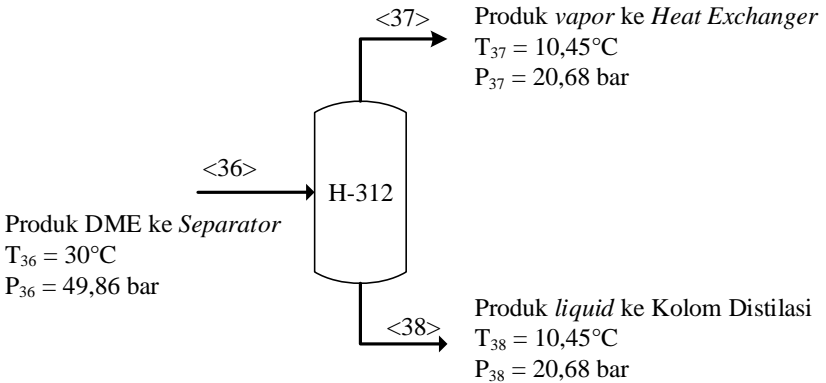 <37>
Produk vapor ke Heat Exchanger
T₃₇ = 10,45°C
P₃₇ = 20,68 bar
<36>
H-312
Produk DME ke Separator
T₃₆ = 30°C
P₃₆ = 49,86 bar
<38>
Produk liquid ke Kolom Distilasi
T₃₈ = 10,45°C
P₃₈ = 20,68 bar